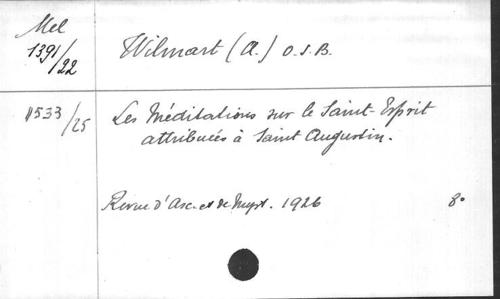 Mel
1391/22
Wilmart (A.) O.S.B.
11533/25
Les Méditations sur le Saint-Esprit
attribuées à Saint Augustin.
Revue d'Asc. et de Myst. 1926 8°